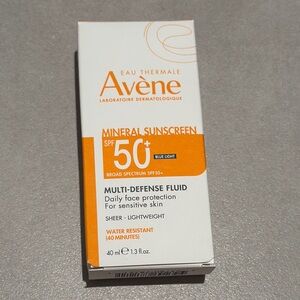 EAU THERMALE
Avène
LABORATOIRE DERMATOLOGIQUE
MINERAL SUNSCREEN
SPF 50+
BLUE LIGHT
BROAD SPECTRUM SPF 50+
MULTI-DEFENSE FLUID
Daily face protection
For sensitive skin
SHEER - LIGHTWEIGHT
WATER RESISTANT
(40 MINUTES)
40 ml ℮ 1.3 fl.oz.